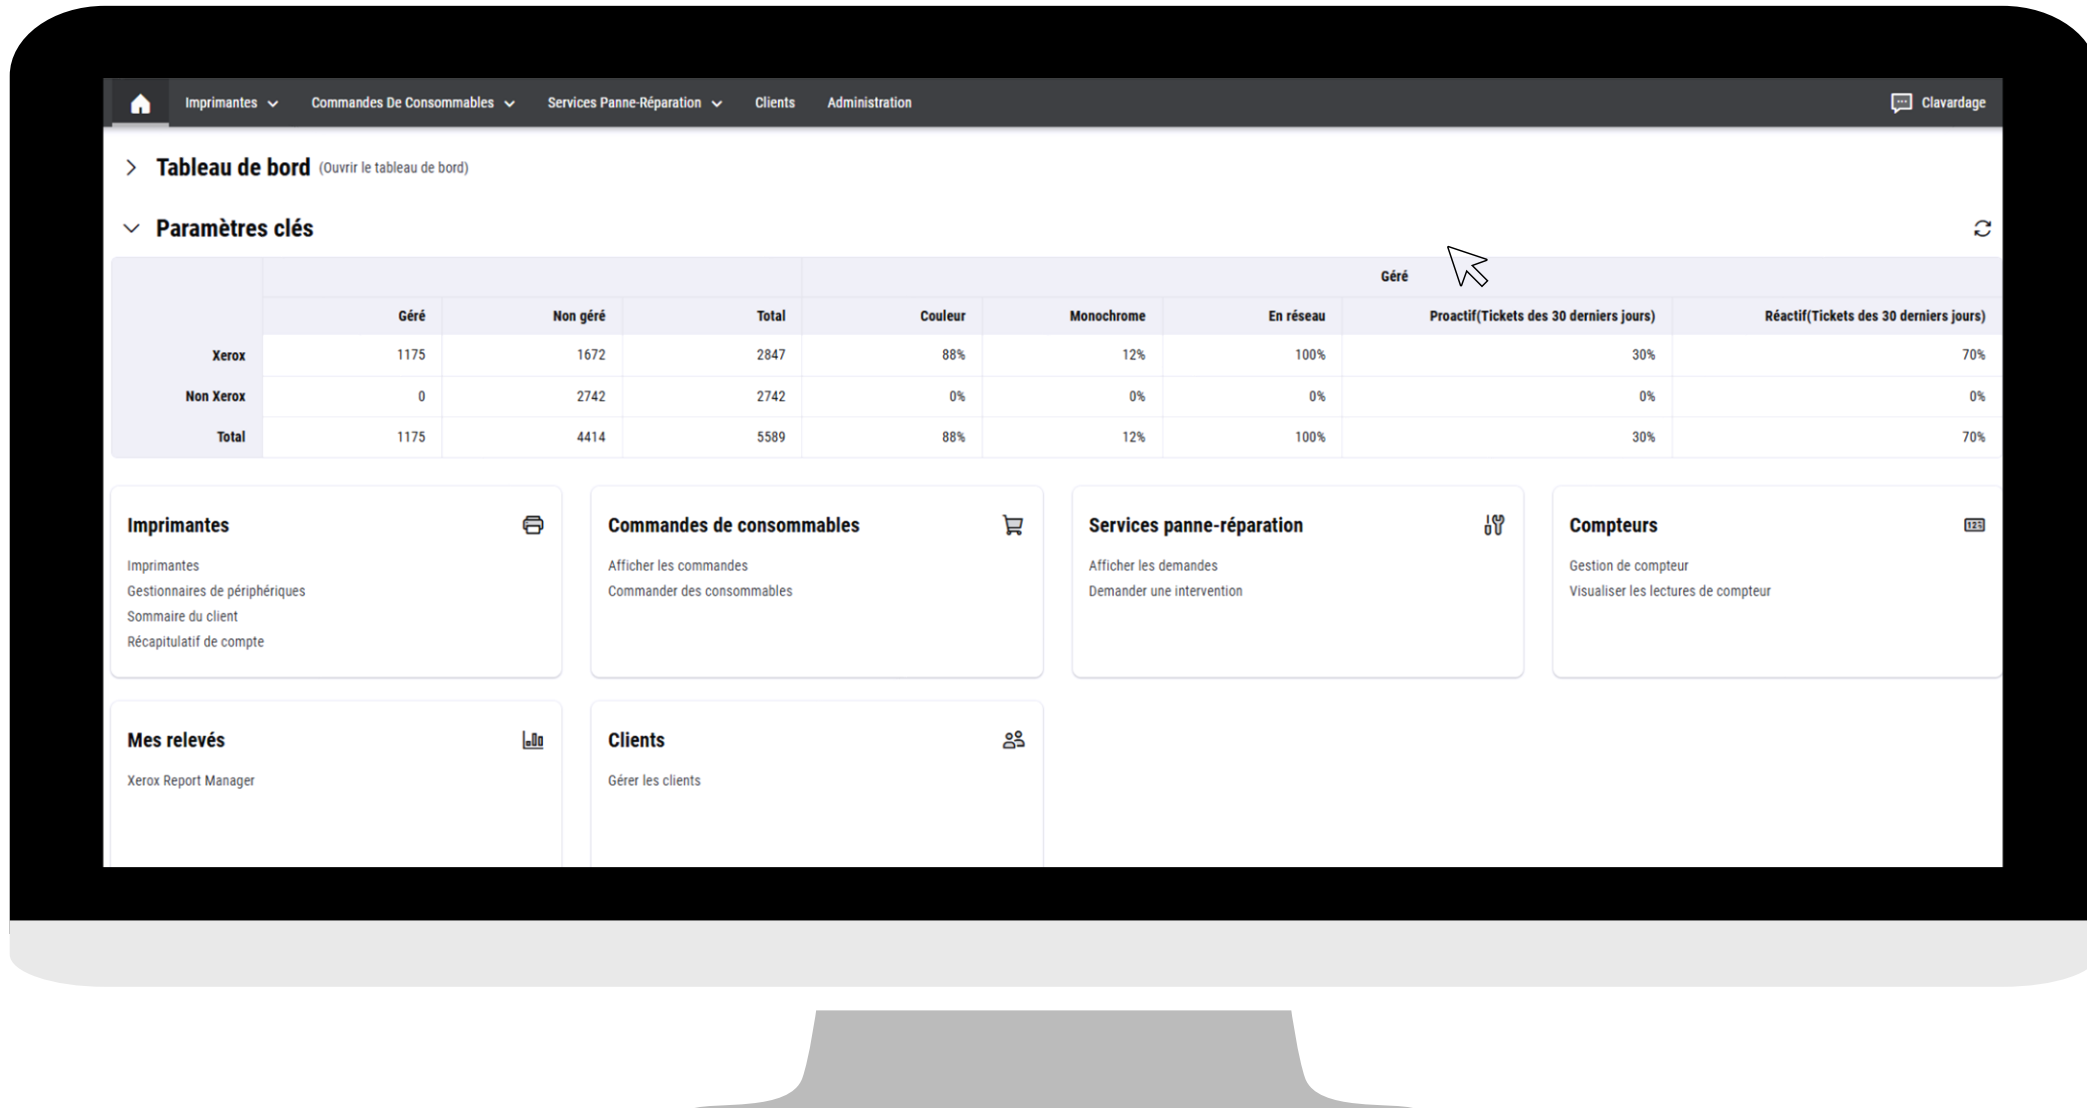 Imprimantes Commandes De Consommables Services Panne-Réparation Clients Administration Clavardage
Tableau de bord (Ouvrir le tableau de bord)
Paramètres clés
Géré
Géré Non géré Total Couleur Monochrome En réseau Proactif(Tickets des 30 derniers jours) Réactif(Tickets des 30 derniers jours)
Xerox 1175 1672 2847 88% 12% 100% 30% 70%
Non Xerox 0 2742 2742 0% 0% 0% 0% 0%
Total 1175 4414 5589 88% 12% 100% 30% 70%
Imprimantes
Imprimantes
Gestionnaires de périphériques
Sommaire du client
Récapitulatif de compte
Commandes de consommables
Afficher les commandes
Commander des consommables
Services panne-réparation
Afficher les demandes
Demander une intervention
Compteurs
123
Gestion de compteur
Visualiser les lectures de compteur
Mes relevés
Xerox Report Manager
Clients
Gérer les clients